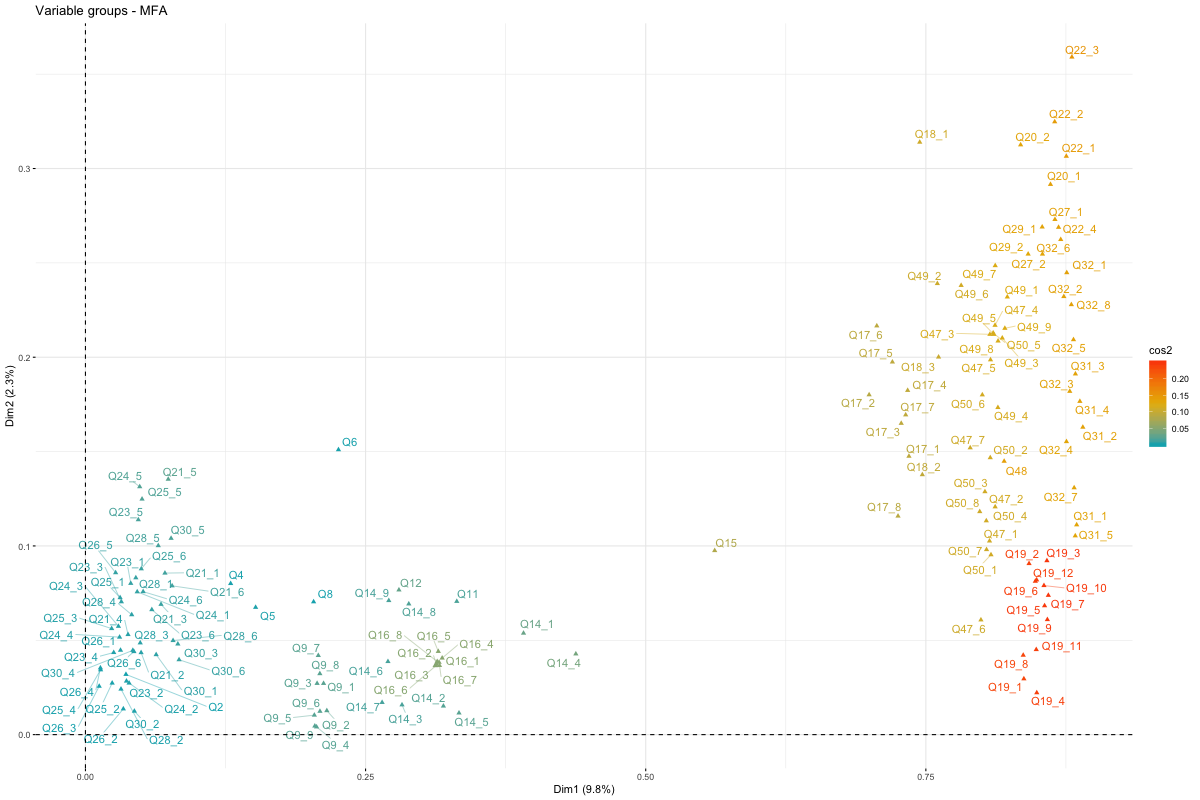 Variable groups - MFA
Q22_3
Q22_2
Q18_1
Q20_2
Q22_1
0.3
Q20_1
Q27_1
Q29_1
Q22_4
Q29_2
Q32_6
Q27_2
Q32_1
Q49_2
Q49_7
Q49_6
Q49_1
Q32_2
Q32_8
Q47_4
Q49_5
Q49_9
Q17_6
Q47_3
Q50_5
Q32_5
Q17_5
Q49_8
0.2
Q18_3
Q47_5
Q49_3
Q31_3
Q17_4
Q32_3
Q17_2
Q17_7
Q50_6
Q49_4
Q31_4
Q17_3
Q31_2
Q6
Q47_7
Q17_1
Q50_2
Q32_4
Q18_2
Q48
Q24_5
Q21_5
Q50_3
Q25_5
Q47_2
Q32_7
Q17_8
Q50_8
Q23_5
Q50_4
Q31_1
Q30_5
Q47_1
Q31_5
Q28_5
Q26_5
0.1
Q15
Q50_7
Q19_2
Q19_3
Q25_6
Q23_1
Q23_3
Q50_1
Q21_1
Q4
Q19_12
Q24_3
Q25_1
Q28_1
Q12
Q21_6
Q14_9
Q11
Q8
Q19_6
Q19_10
Q28_4
Q24_6
Q14_8
Q19_7
Q5
Q24_1
Q19_5
Q25_3
Q21_4
Q21_3
Q14_1
Q47_6
Q19_9
Q24_4
Q26_1
Q28_3
Q23_6
Q28_6
Q16_8
Q16_5
Q16_4
Q19_11
Q9_7
Q23_4
Q30_3
Q16_2
Q14_4
Q26_6
Q9_8
Q16_1
Q19_8
Q30_4
Q21_2
Q30_6
Q14_6
Q16_3
Q16_7
Q9_3
Q9_1
Q19_1
Q26_4
Q23_2
Q30_1
Q16_6
Q14_2
Q19_4
Q25_4
Q25_2
Q24_2
Q2
Q9_6
Q14_7
Q9_5
Q14_3
Q14_5
Q26_3
Q30_2
Q9_2
Q26_2
Q28_2
Q9_9
Q9_4
0.0
0.00
0.25
0.50
0.75
Dim1 (9.8%)
Dim2 (2.3%)
cos2
0.20
0.15
0.10
0.05